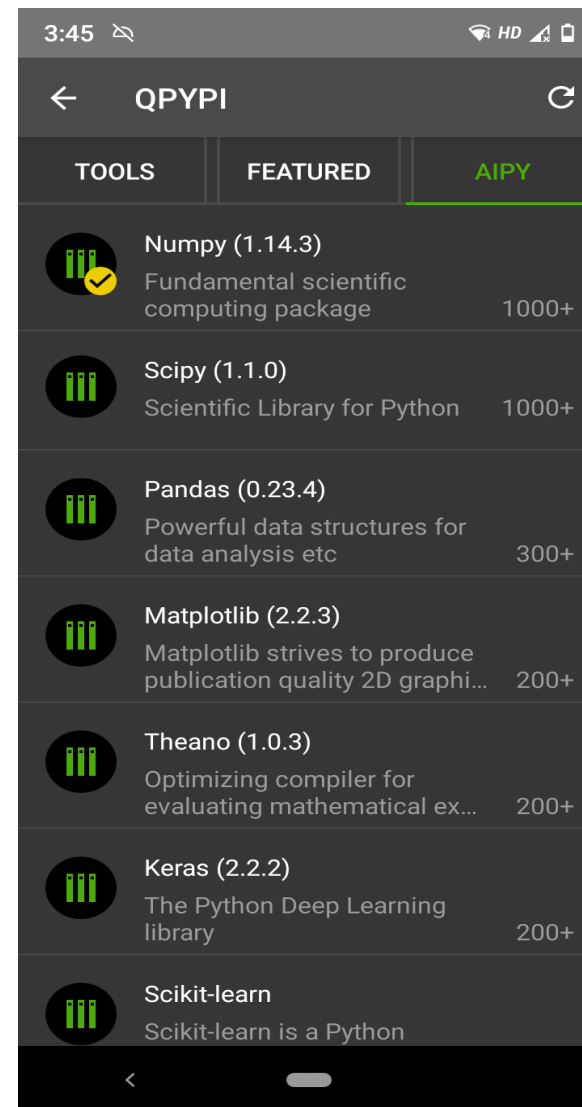 3:45 HD
QPYPI
TOOLS FEATURED AIPY
Numpy (1.14.3)
Fundamental scientific
computing package 1000+
Scipy (1.1.0)
Scientific Library for Python 1000+
Pandas (0.23.4)
Powerful data structures for
data analysis etc 300+
Matplotlib (2.2.3)
Matplotlib strives to produce
publication quality 2D graphi... 200+
Theano (1.0.3)
Optimizing compiler for
evaluating mathematical ex... 200+
Keras (2.2.2)
The Python Deep Learning
library 200+
Scikit-learn
Scikit-learn is a Python